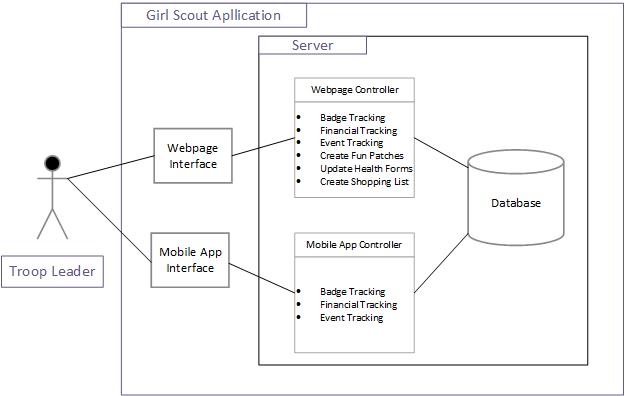 Girl Scout Apllication
Server
Webpage Controller
• Badge Tracking
• Financial Tracking
• Event Tracking
• Create Fun Patches
• Update Health Forms
• Create Shopping List
Webpage
Interface
Database
Troop Leader
Mobile App
Interface
Mobile App Controller
• Badge Tracking
• Financial Tracking
• Event Tracking